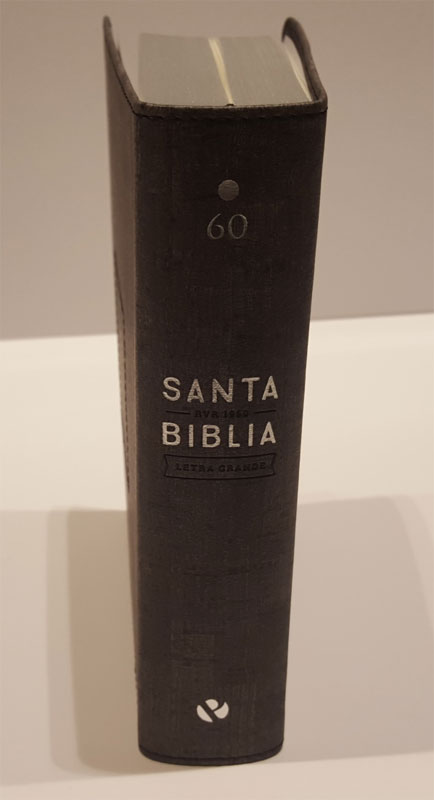 60
SANTA
RVR 1960
BIBLIA
LETRA GRANDE